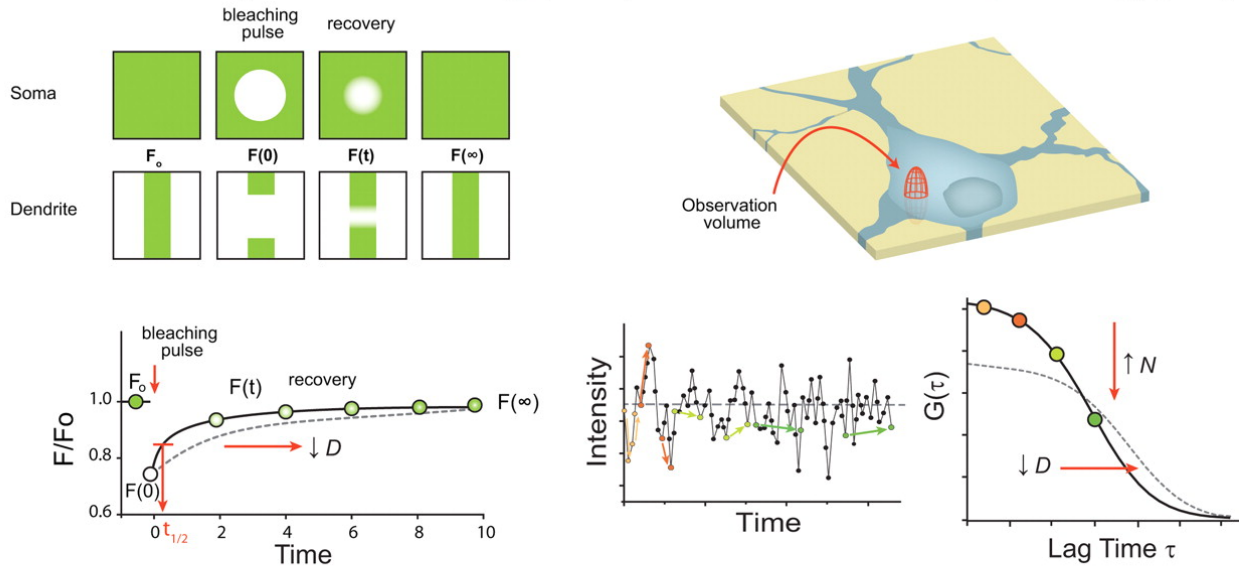 bleaching
pulse
recovery
Soma
Fo
F(0)
F(t)
F(∞)
Dendrite
Observation
volume
bleaching
pulse
Fo
F(t)
recovery
F(∞)
1.0
0.8
0.6
F/Fo
↓ D
F(0)
0
2
4
6
8
10
t1/2
Time
Intensity
Time
G(τ)
↑ N
↓ D
Lag Time τ